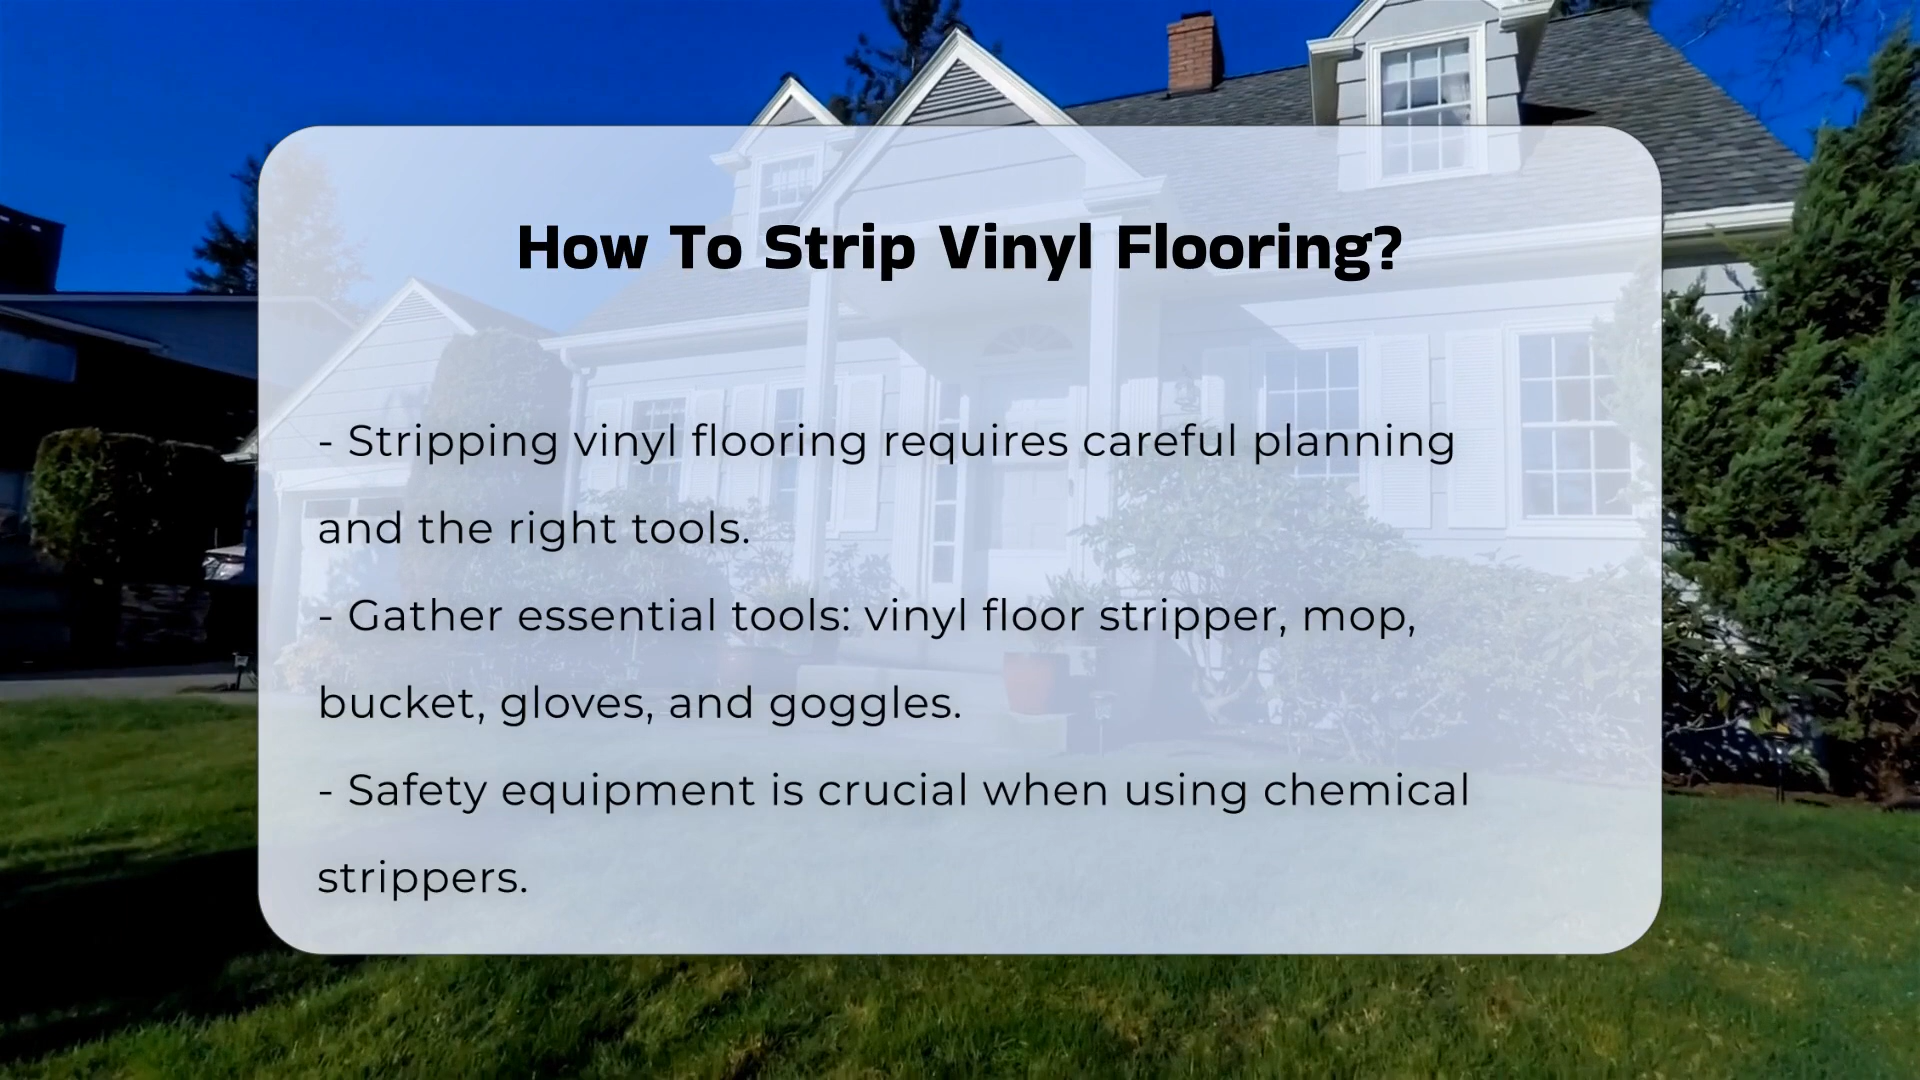 How To Strip Vinyl Flooring?
- Stripping vinyl flooring requires careful planning
and the right tools.
- Gather essential tools: vinyl floor stripper, mop,
bucket, gloves, and goggles.
- Safety equipment is crucial when using chemical
strippers.